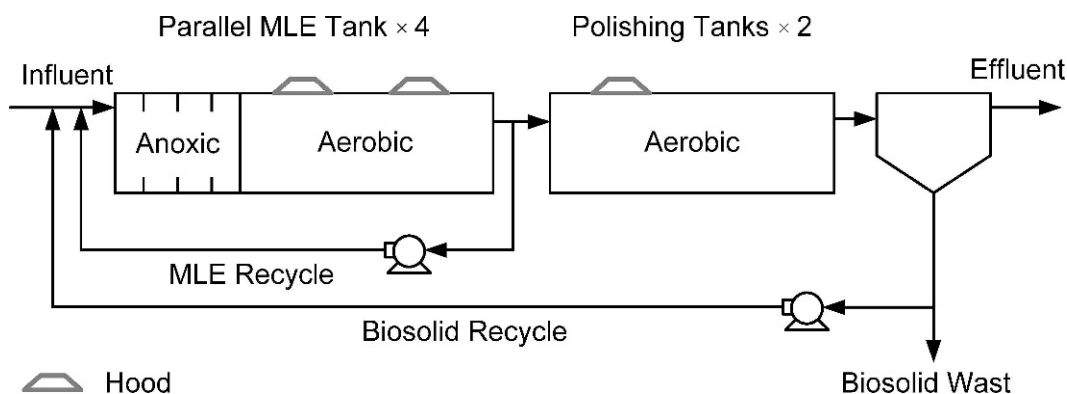 Parallel MLE Tank × 4
Polishing Tanks × 2
Influent
Effluent
Anoxic
Aerobic
Aerobic
MLE Recycle
Biosolid Recycle
Hood
Biosolid Wast